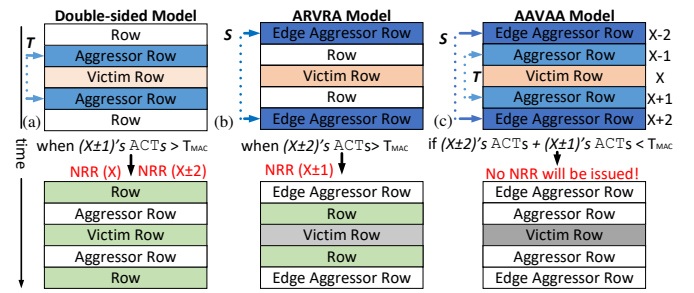 Double-sided Model
ARVRA Model
AAVAA Model
T
Row
Aggressor Row
Victim Row
Aggressor Row
Row
(a)
S
Edge Aggressor Row
Row
Victim Row
Row
Edge Aggressor Row
(b)
S
T
Edge Aggressor Row
Aggressor Row
Victim Row
Aggressor Row
Edge Aggressor Row
(c)
X-2
X-1
X
X+1
X+2
time
when (X±1)'s ACTs > TMAC
when (X±2)'s ACTs> TMAC
if (X±2)'s ACTs + (X±1)'s ACTs < TMAC
NRR (X)
NRR (X±2)
NRR (X±1)
No NRR will be issued!
Row
Aggressor Row
Victim Row
Aggressor Row
Row
Edge Aggressor Row
Row
Victim Row
Row
Edge Aggressor Row
Edge Aggressor Row
Aggressor Row
Victim Row
Aggressor Row
Edge Aggressor Row